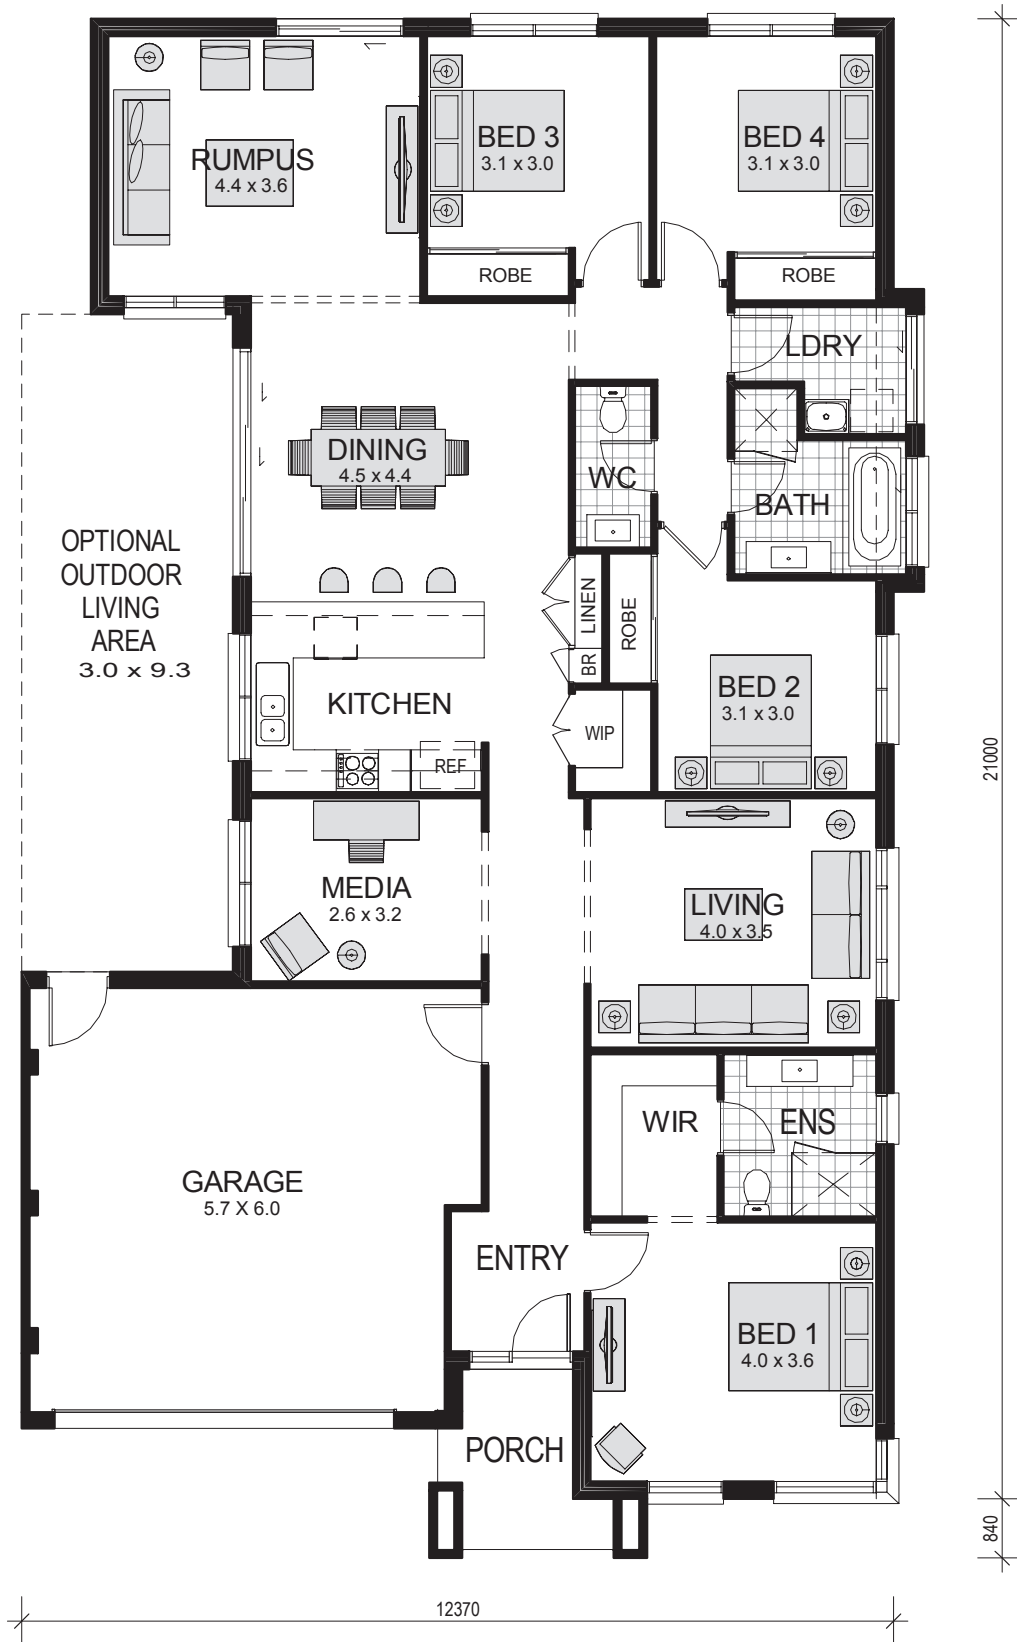 BED 3
3.1 x 3.0
BED 4
3.1 x 3.0
RUMPUS
4.4 x 3.6
ROBE
ROBE
LDRY
DINING
4.5 x 4.4
WC
BATH
OPTIONAL
OUTDOOR
LIVING
AREA
3.0 x 9.3
LINEN
ROBE
BR
KITCHEN
BED 2
3.1 x 3.0
WIP
REF
21000
MEDIA
2.6 x 3.2
LIVING
4.0 x 3.5
WIR
ENS
GARAGE
5.7 X 6.0
ENTRY
BED 1
4.0 x 3.6
PORCH
840
12370